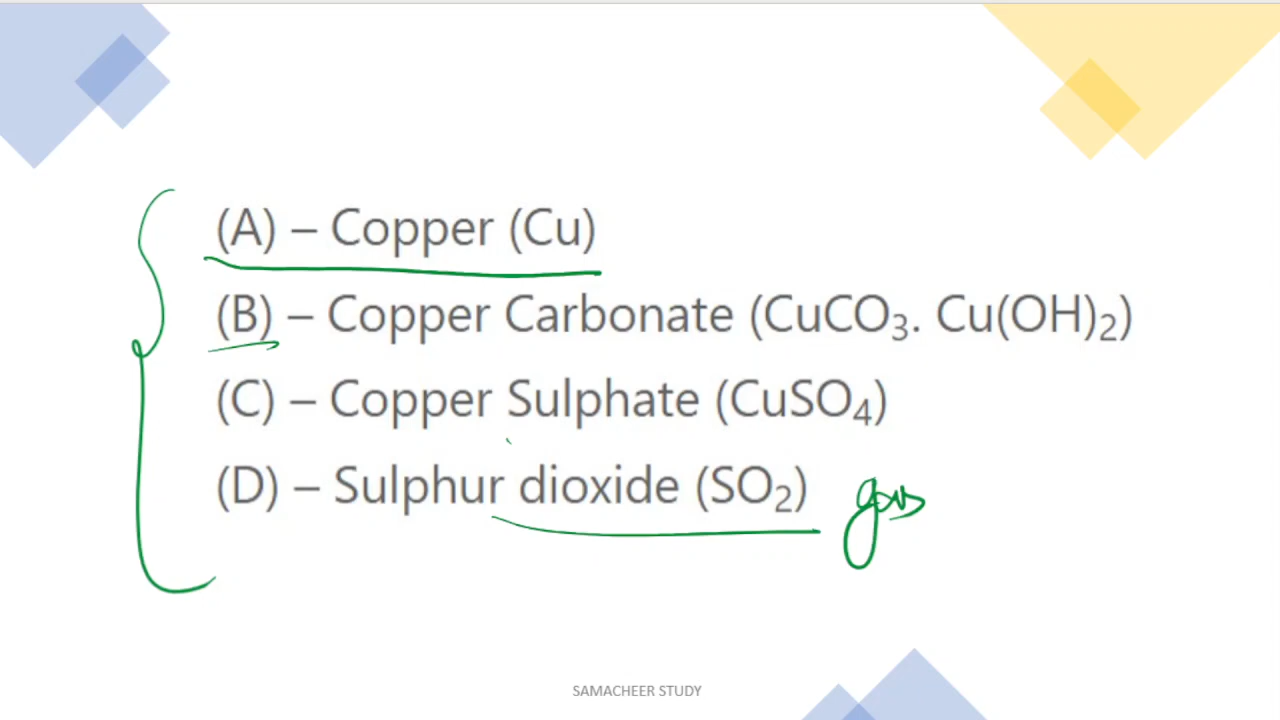 (A) – Copper (Cu)
(B) – Copper Carbonate (CuCO₃. Cu(OH)₂)
(C) – Copper Sulphate (CuSO₄)
(D) – Sulphur dioxide (SO₂) gas
SAMACHEER STUDY